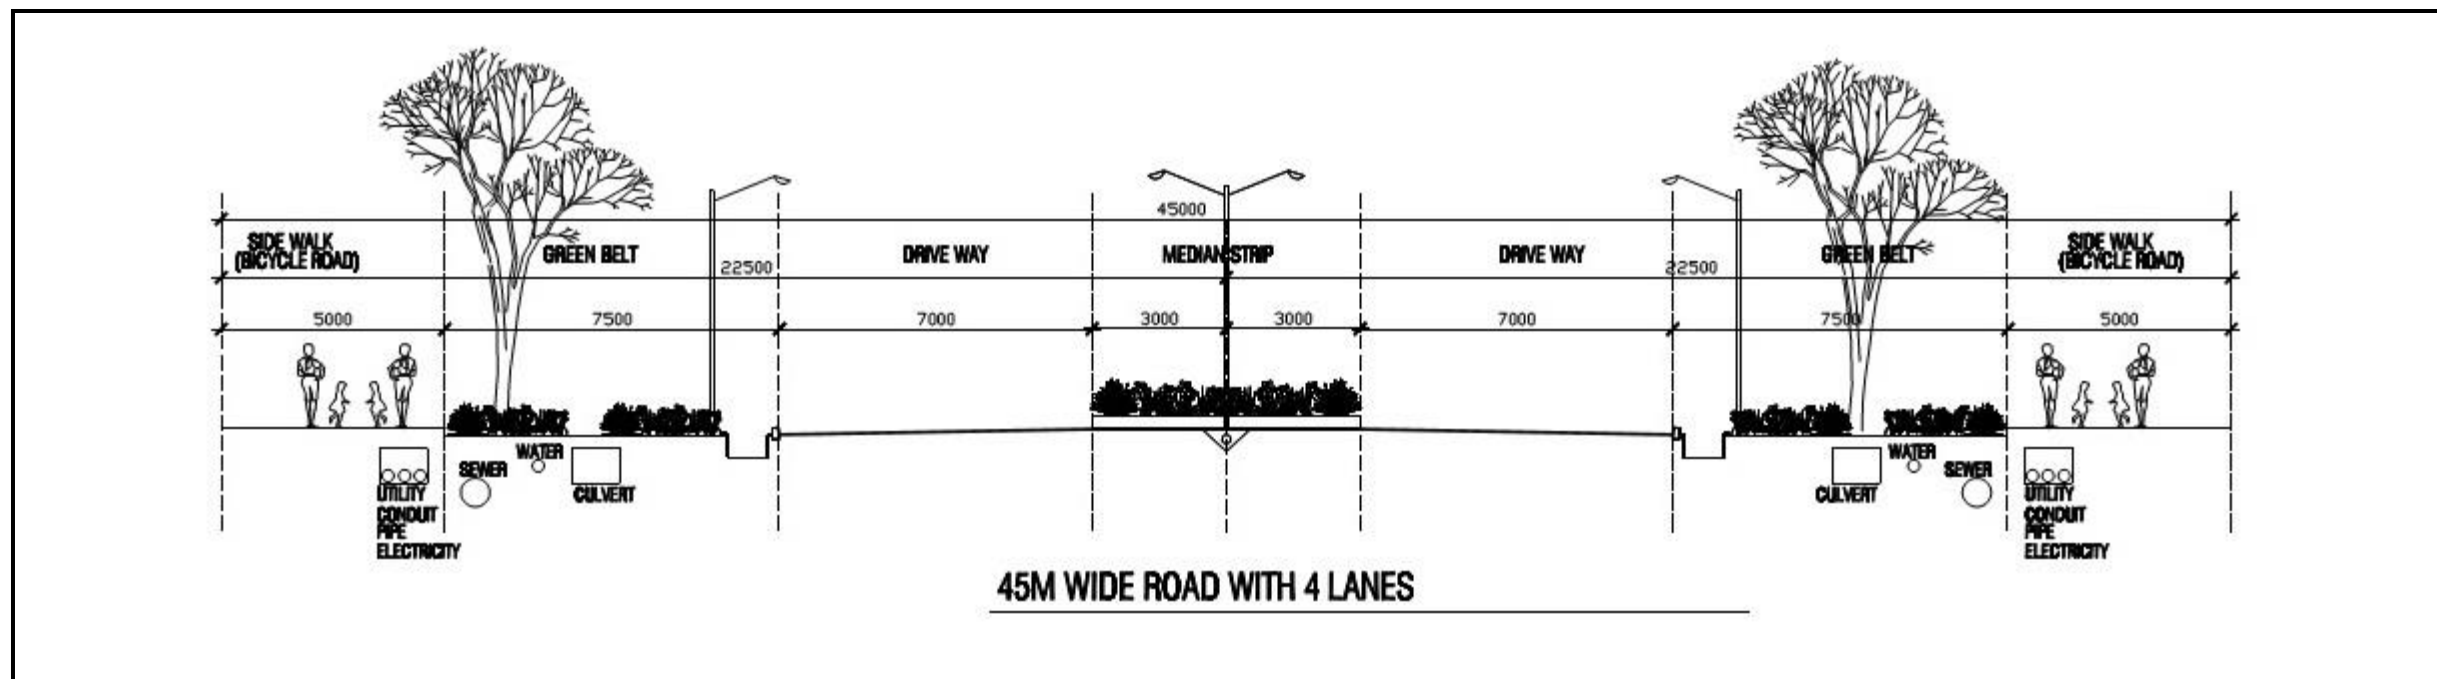 45000
SIDE WALK
(BICYCLE ROAD)
GREEN BELT
DRIVE WAY
MEDIAN STRIP
DRIVE WAY
GREEN BELT
SIDE WALK
(BICYCLE ROAD)
22500
22500
5000
7500
7000
3000
3000
7000
7500
5000
UTILITY
CONDUIT
PIPE
ELECTRICITY
SEWER
WATER
CULVERT
CULVERT
WATER
SEWER
UTILITY
CONDUIT
PIPE
ELECTRICITY
45M WIDE ROAD WITH 4 LANES